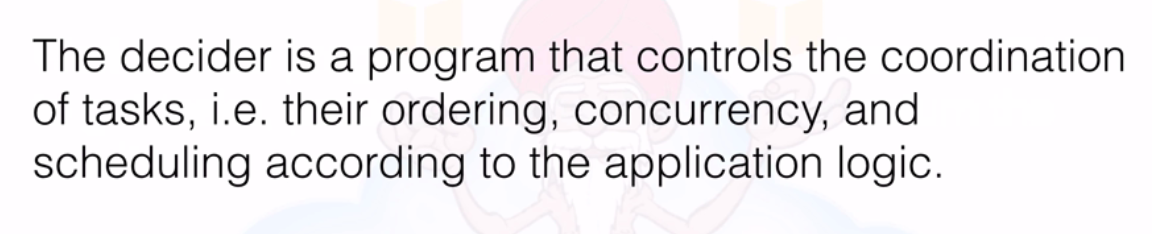 The decider is a program that controls the coordination
of tasks, i.e. their ordering, concurrency, and
scheduling according to the application logic.